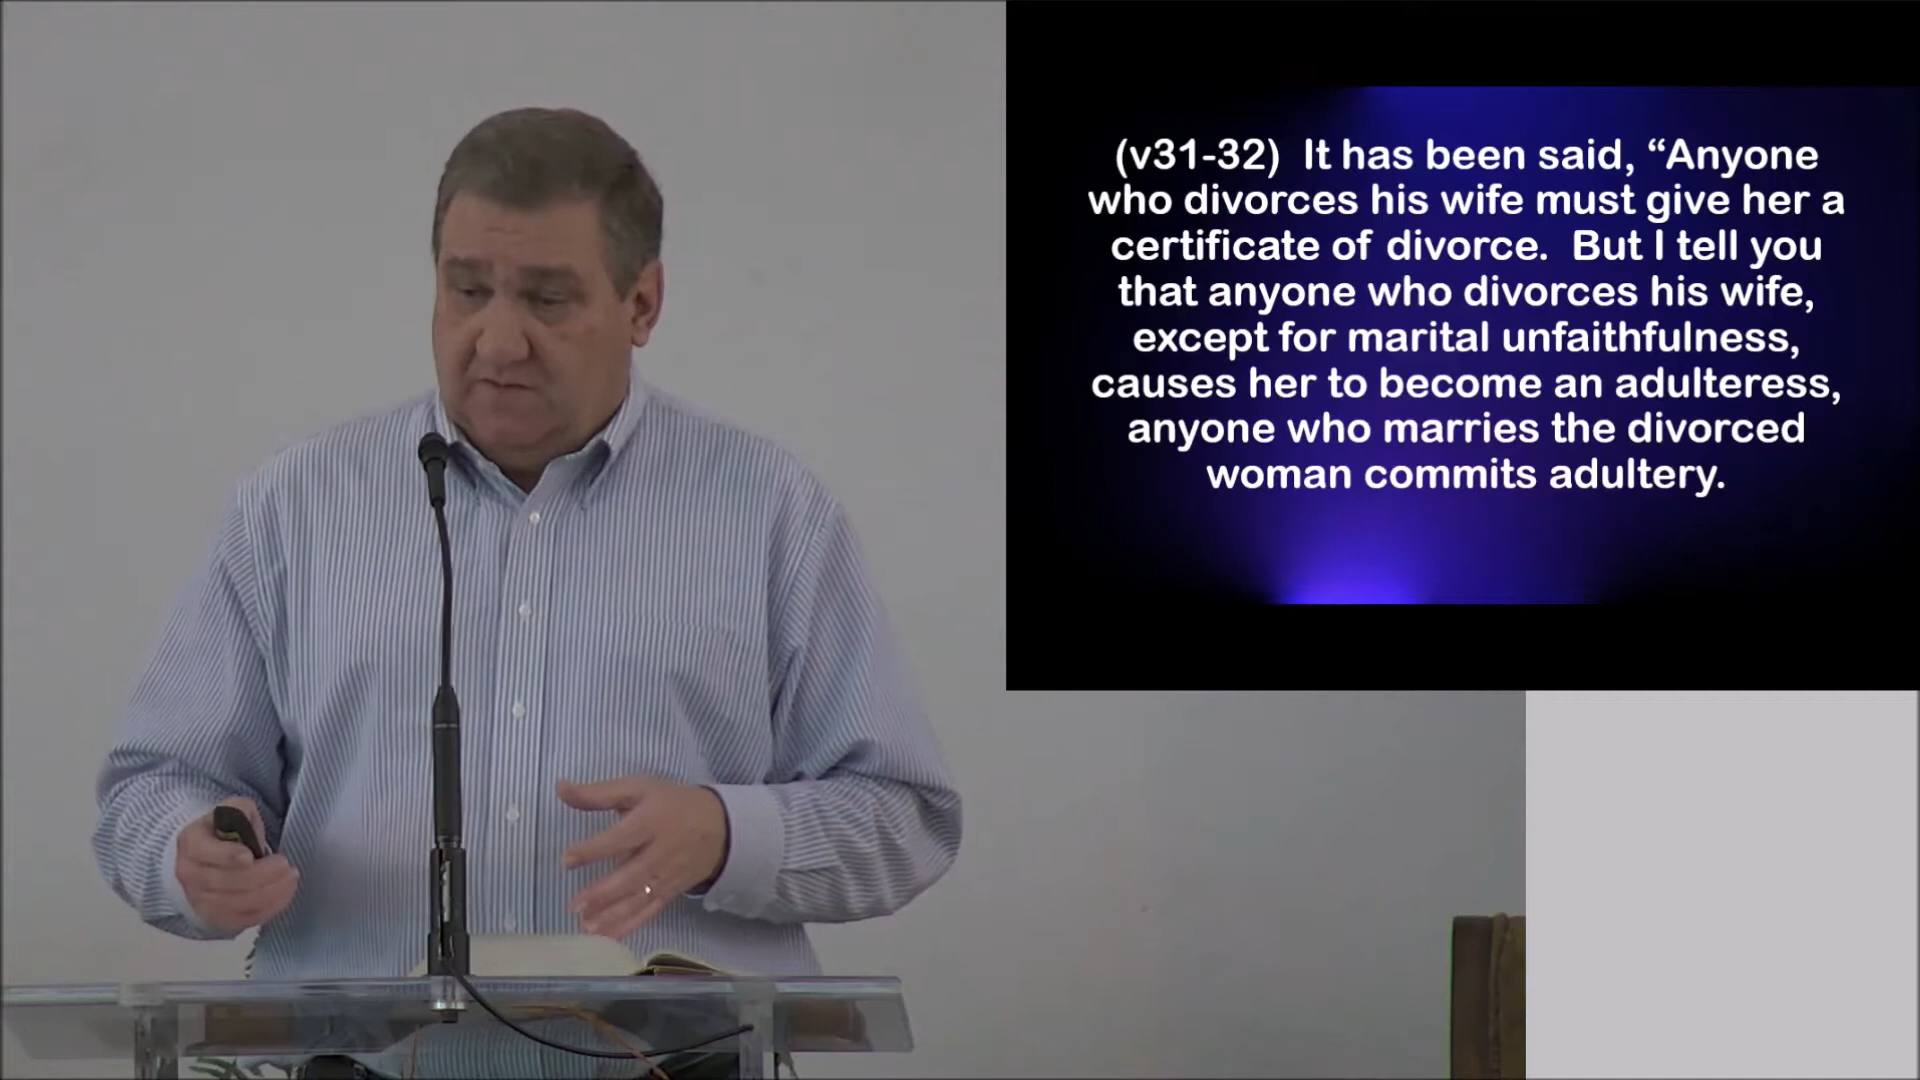 (v31-32)  It has been said, “Anyone
who divorces his wife must give her a
certificate of divorce.  But I tell you
that anyone who divorces his wife,
except for marital unfaithfulness,
causes her to become an adulteress,
anyone who marries the divorced
woman commits adultery.